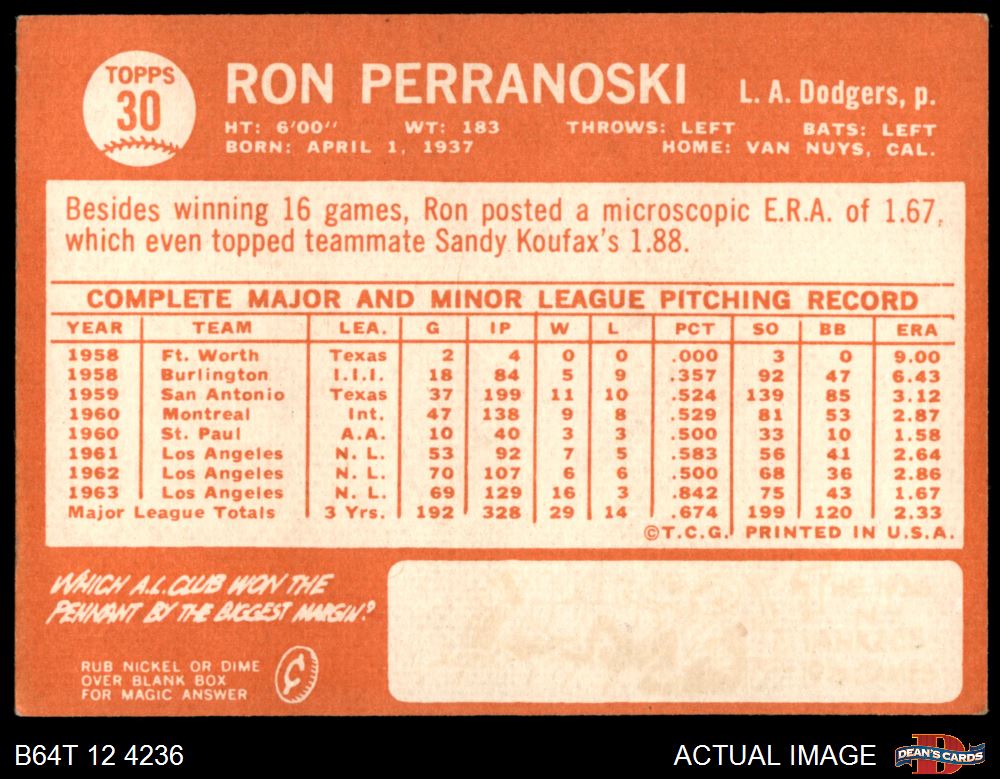 TOPPS
30
RON PERRANOSKI
L. A. Dodgers, p.
HT: 6'00" WT: 183 THROWS: LEFT BATS: LEFT
BORN: APRIL 1, 1937 HOME: VAN NUYS, CAL.
Besides winning 16 games, Ron posted a microscopic E.R.A. of 1.67,
which even topped teammate Sandy Koufax's 1.88.
COMPLETE MAJOR AND MINOR LEAGUE PITCHING RECORD
YEAR TEAM LEA. G IP W L PCT SO BB ERA
1958 Ft. Worth Texas 2 4 0 0 .000 3 0 9.00
1958 Burlington I.I.I. 18 84 5 9 .357 92 47 6.43
1959 San Antonio Texas 37 199 11 10 .524 139 85 3.12
1960 Montreal Int. 47 138 9 8 .529 81 53 2.87
1960 St. Paul A.A. 10 40 3 3 .500 33 10 1.58
1961 Los Angeles N. L. 53 92 7 5 .583 56 41 2.64
1962 Los Angeles N. L. 70 107 6 6 .500 68 36 2.86
1963 Los Angeles N. L. 69 129 16 3 .842 75 43 1.67
Major League Totals 3 Yrs. 192 328 29 14 .674 199 120 2.33
©T.C.G. PRINTED IN U.S.A.
WHICH A.L. CLUB WON THE
PENNANT BY THE BIGGEST MARGIN?
RUB NICKEL OR DIME
OVER BLANK BOX
FOR MAGIC ANSWER
¢
B64T 12 4236
ACTUAL IMAGE
DEAN'S CARDS